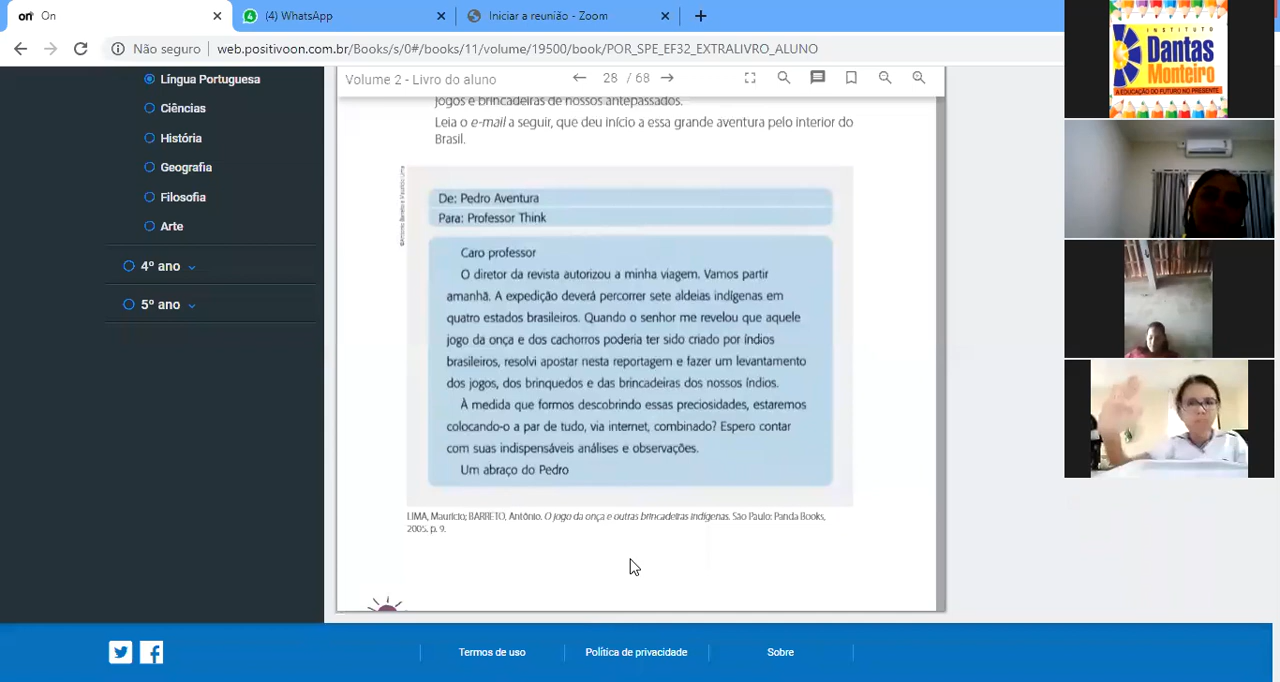 on On
(4) WhatsApp
Iniciar a reunião - Zoom
Não seguro
web.positivoon.com.br/Books/s/0#/books/11/volume/19500/book/POR_SPE_EF32_EXTRALIVRO_ALUNO
Língua Portuguesa
Ciências
História
Geografia
Filosofia
Arte
4º ano
5º ano
Volume 2 - Livro do aluno
28 / 68
jogos e brincadeiras de nossos antepassados.
Leia o e-mail a seguir, que deu início a essa grande aventura pelo interior do
Brasil.
De: Pedro Aventura
Para: Professor Think
Caro professor
O diretor da revista autorizou a minha viagem. Vamos partir
amanhã. A expedição deverá percorrer sete aldeias indígenas em
quatro estados brasileiros. Quando o senhor me revelou que aquele
jogo da onça e dos cachorros poderia ter sido criado por índios
brasileiros, resolvi apostar nesta reportagem e fazer um levantamento
dos jogos, dos brinquedos e das brincadeiras dos nossos índios.
À medida que formos descobrindo essas preciosidades, estaremos
colocando-o a par de tudo, via internet, combinado? Espero contar
com suas indispensáveis análises e observações.
Um abraço do Pedro
LIMA, Maurício; BARRETO, Antônio. O jogo da onça e outras brincadeiras indígenas. São Paulo: Panda Books,
2005. p. 9.
Termos de uso
Política de privacidade
Sobre
INSTITUTO
Dantas
Monteiro
A EDUCAÇÃO DO FUTURO NO PRESENTE